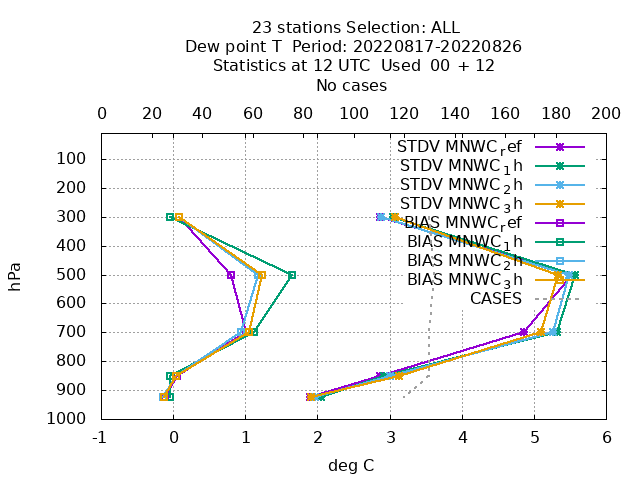 23 stations Selection: ALL
Dew point T  Period: 20220817-20220826
Statistics at 12 UTC  Used  00 + 12
No cases
0 20 40 60 80 100 120 140 160 180 200
STDV MNWC_ref
STDV MNWC_1h
STDV MNWC_2h
STDV MNWC_3h
BIAS MNWC_ref
BIAS MNWC_1h
BIAS MNWC_2h
BIAS MNWC_3h
CASES
hPa
100
200
300
400
500
600
700
800
900
1000
-1 0 1 2 3 4 5 6
deg C